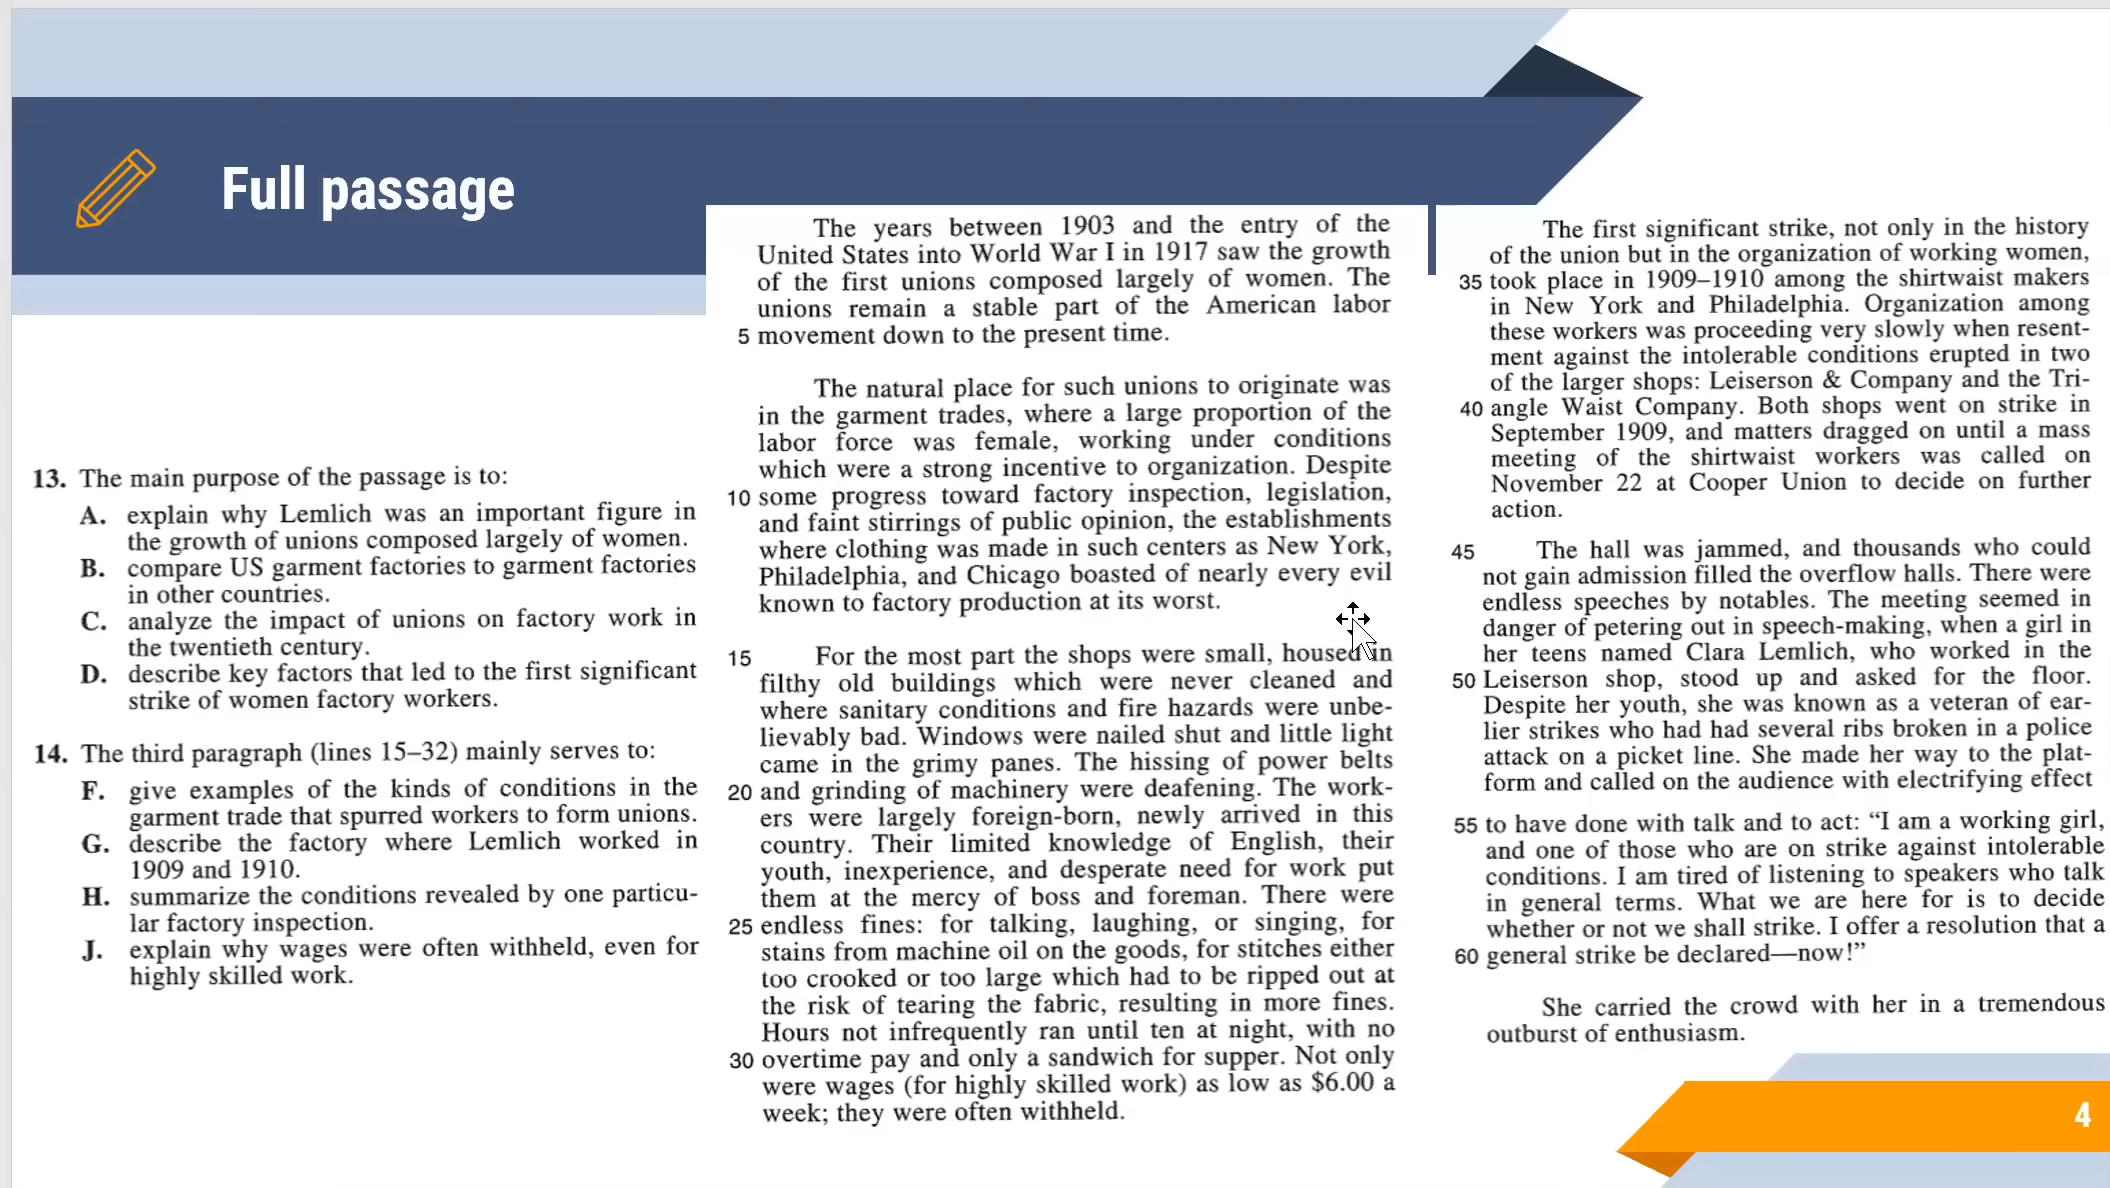 Full passage
13. The main purpose of the passage is to:
A. explain why Lemlich was an important figure in
the growth of unions composed largely of women.
B. compare US garment factories to garment factories
in other countries.
C. analyze the impact of unions on factory work in
the twentieth century.
D. describe key factors that led to the first significant
strike of women factory workers.
14. The third paragraph (lines 15–32) mainly serves to:
F. give examples of the kinds of conditions in the
garment trade that spurred workers to form unions.
G. describe the factory where Lemlich worked in
1909 and 1910.
H. summarize the conditions revealed by one particu-
lar factory inspection.
J. explain why wages were often withheld, even for
highly skilled work.
The years between 1903 and the entry of the
United States into World War I in 1917 saw the growth
of the first unions composed largely of women. The
unions remain a stable part of the American labor
5 movement down to the present time.
The natural place for such unions to originate was
in the garment trades, where a large proportion of the
labor force was female, working under conditions
which were a strong incentive to organization. Despite
10 some progress toward factory inspection, legislation,
and faint stirrings of public opinion, the establishments
where clothing was made in such centers as New York,
Philadelphia, and Chicago boasted of nearly every evil
known to factory production at its worst.
15 For the most part the shops were small, housed in
filthy old buildings which were never cleaned and
where sanitary conditions and fire hazards were unbe-
lievably bad. Windows were nailed shut and little light
came in the grimy panes. The hissing of power belts
20 and grinding of machinery were deafening. The work-
ers were largely foreign-born, newly arrived in this
country. Their limited knowledge of English, their
youth, inexperience, and desperate need for work put
them at the mercy of boss and foreman. There were
25 endless fines: for talking, laughing, or singing, for
stains from machine oil on the goods, for stitches either
too crooked or too large which had to be ripped out at
the risk of tearing the fabric, resulting in more fines.
Hours not infrequently ran until ten at night, with no
30 overtime pay and only a sandwich for supper. Not only
were wages (for highly skilled work) as low as $6.00 a
week; they were often withheld.
The first significant strike, not only in the history
of the union but in the organization of working women,
35 took place in 1909–1910 among the shirtwaist makers
in New York and Philadelphia. Organization among
these workers was proceeding very slowly when resent-
ment against the intolerable conditions erupted in two
of the larger shops: Leiserson & Company and the Tri-
40 angle Waist Company. Both shops went on strike in
September 1909, and matters dragged on until a mass
meeting of the shirtwaist workers was called on
November 22 at Cooper Union to decide on further
action.
45 The hall was jammed, and thousands who could
not gain admission filled the overflow halls. There were
endless speeches by notables. The meeting seemed in
danger of petering out in speech-making, when a girl in
her teens named Clara Lemlich, who worked in the
50 Leiserson shop, stood up and asked for the floor.
Despite her youth, she was known as a veteran of ear-
lier strikes who had had several ribs broken in a police
attack on a picket line. She made her way to the plat-
form and called on the audience with electrifying effect
55 to have done with talk and to act: “I am a working girl,
and one of those who are on strike against intolerable
conditions. I am tired of listening to speakers who talk
in general terms. What we are here for is to decide
whether or not we shall strike. I offer a resolution that a
60 general strike be declared—now!”
She carried the crowd with her in a tremendous
outburst of enthusiasm.
4